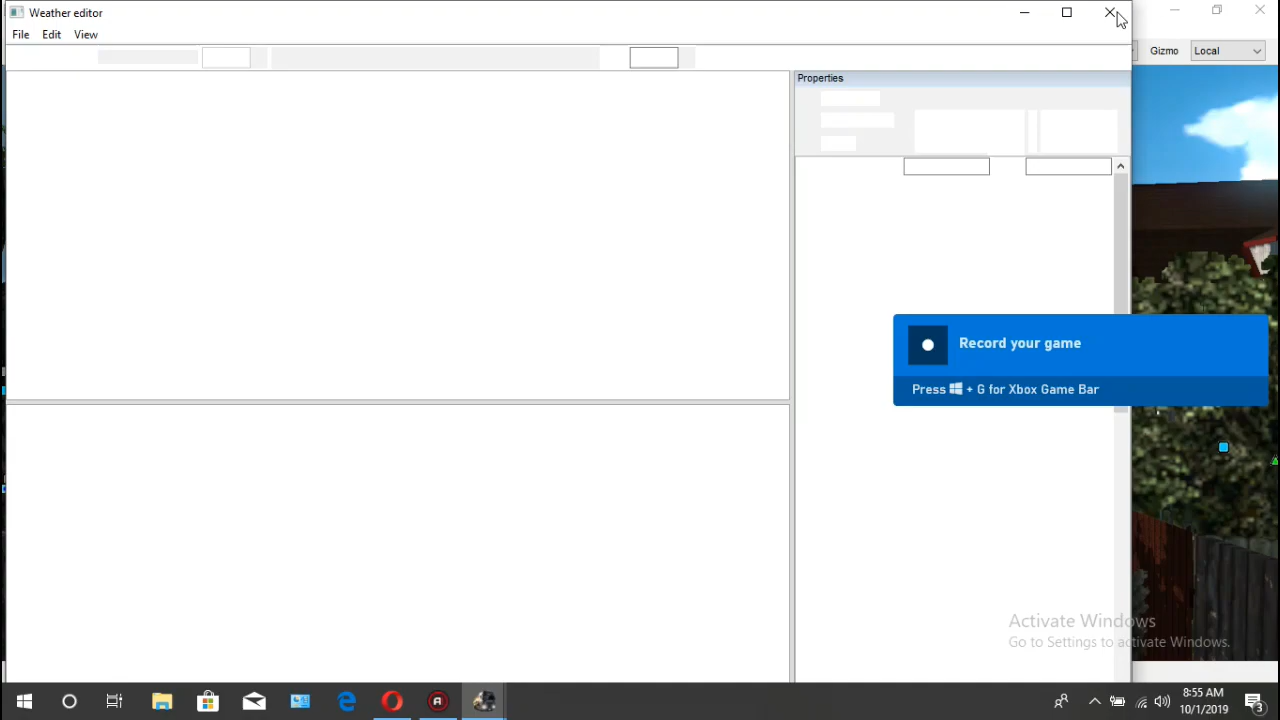 Weather editor
File Edit View
Gizmo Local
Properties
Record your game
Press + G for Xbox Game Bar
Activate Windows
Go to Settings to activate Windows.
8:55 AM
10/1/2019
3